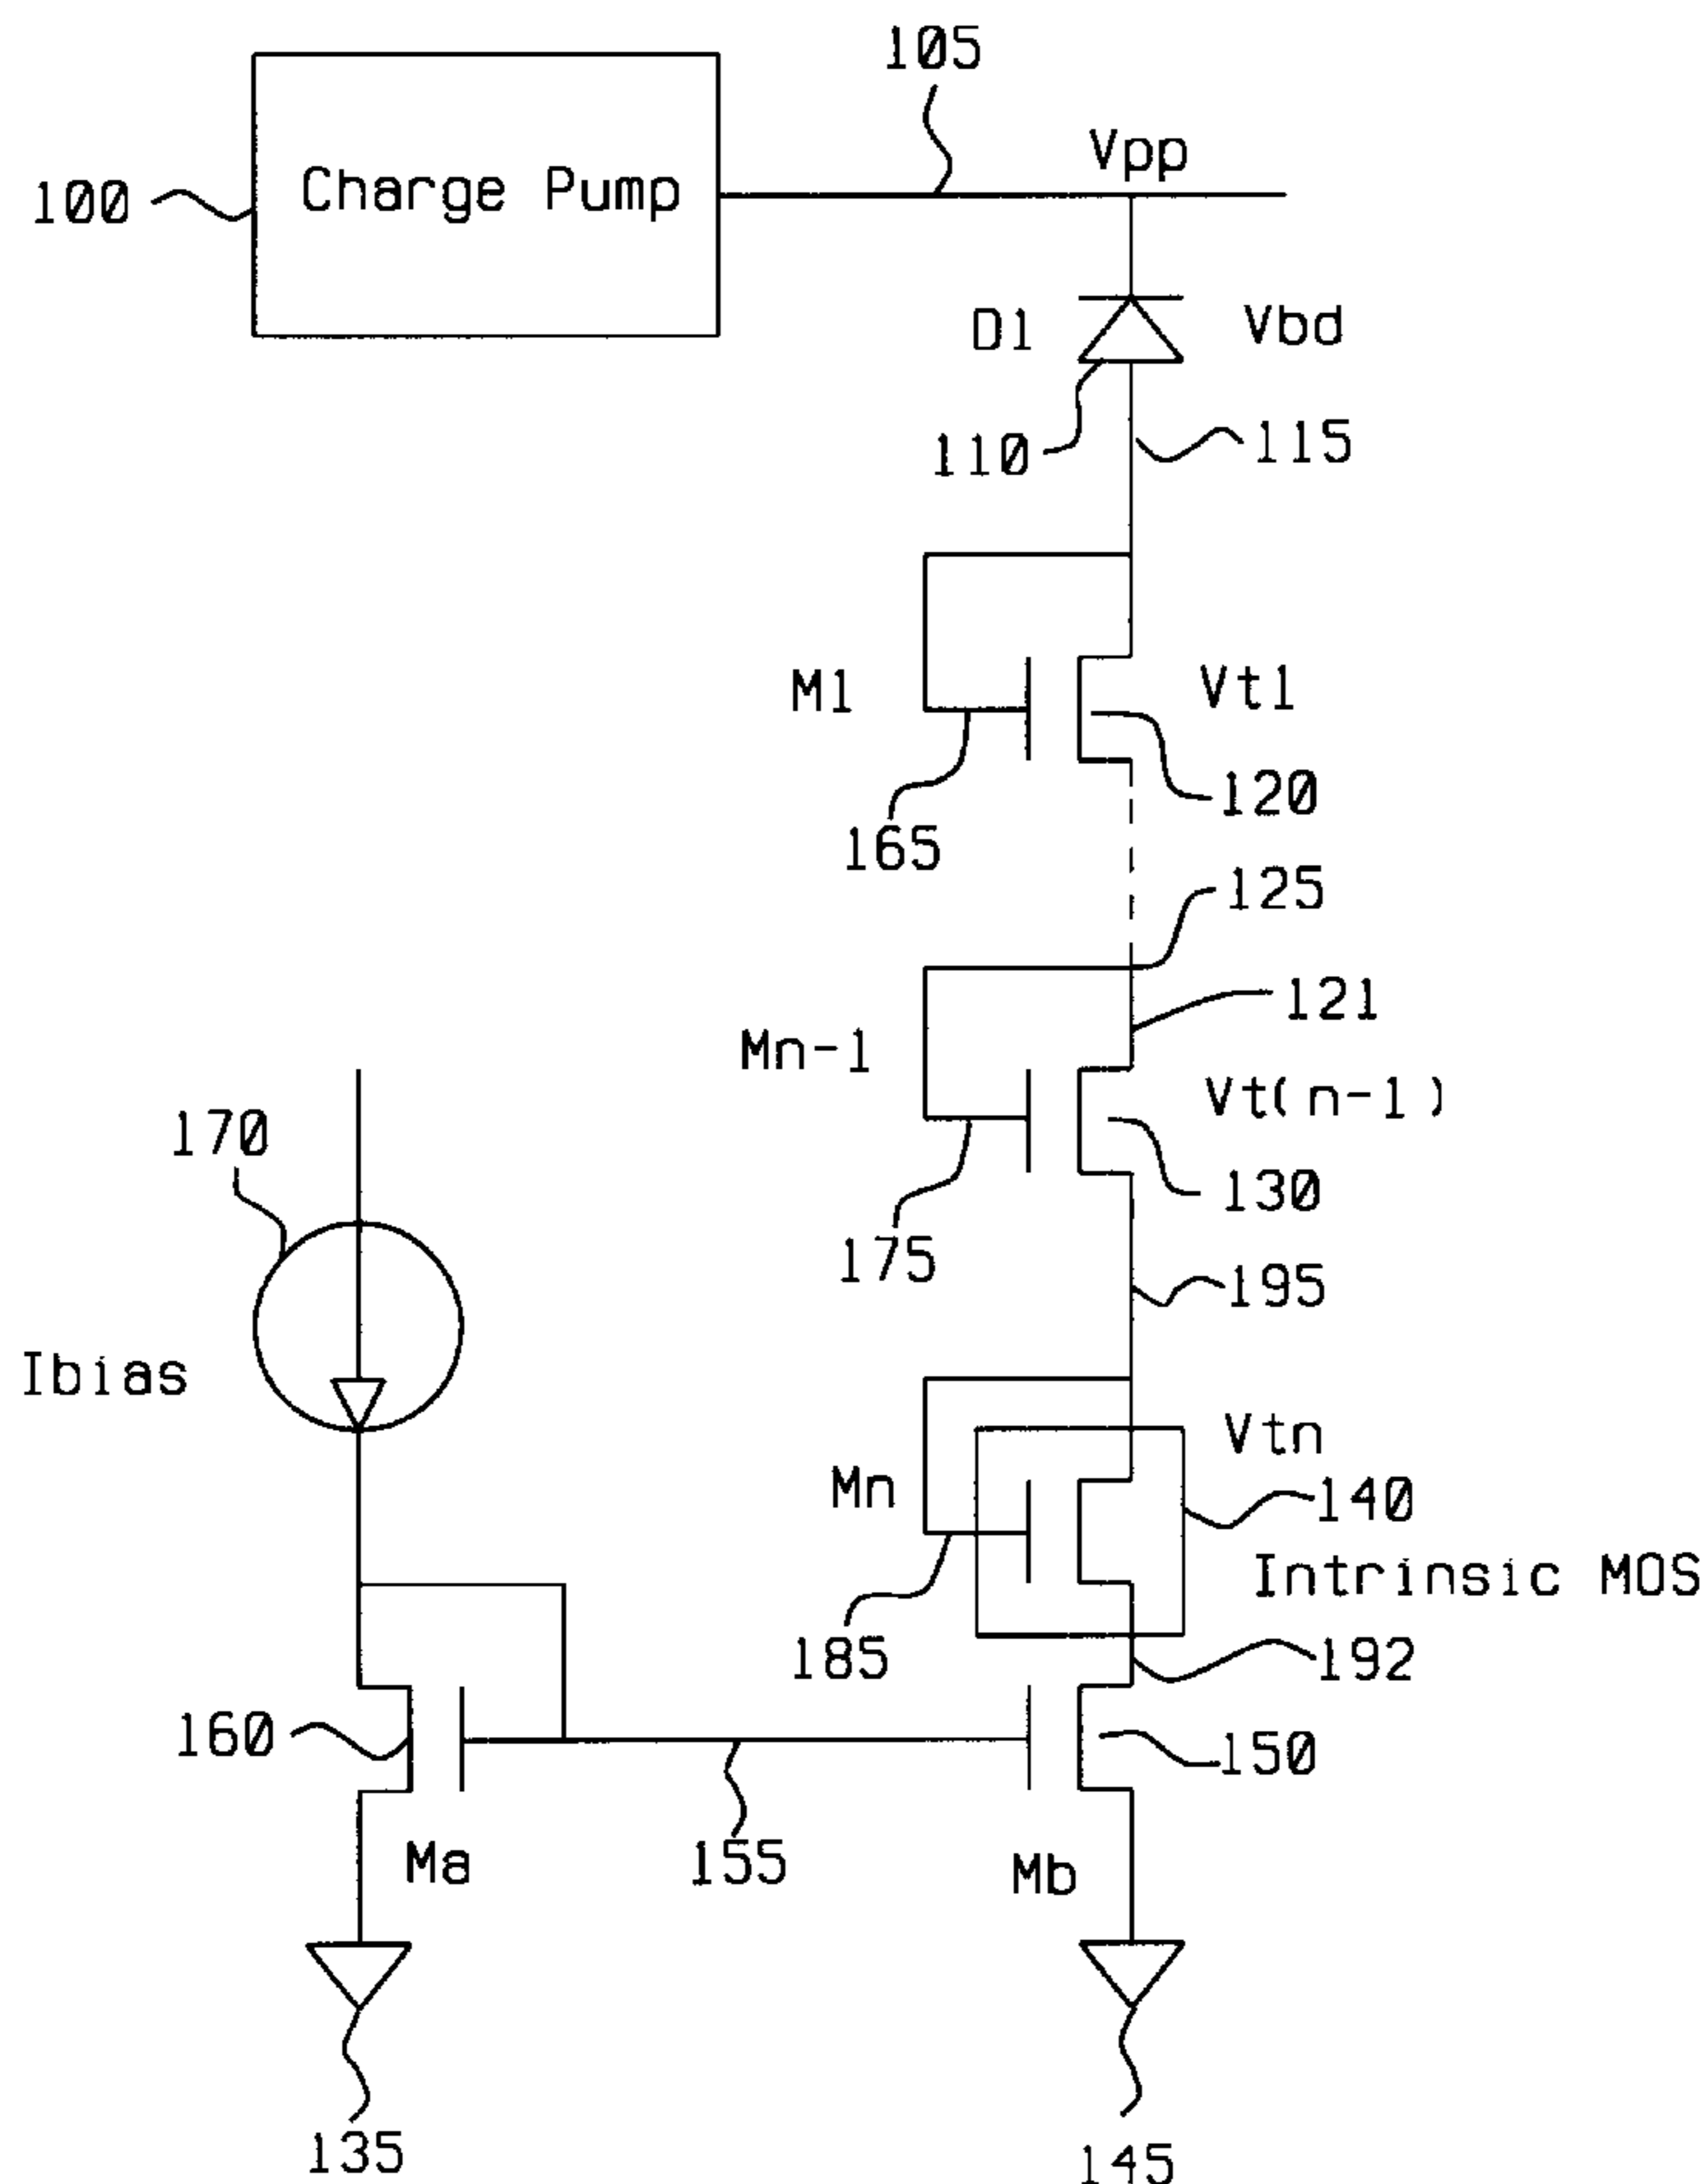 105
Vpp
100
Charge Pump
D1
Vbd
110
115
M1
Vt1
120
165
125
121
Mn-1
Vt(n-1)
170
130
175
195
Ibias
Vtn
Mn
140
Intrinsic MOS
185
192
160
150
Ma
155
Mb
135
145